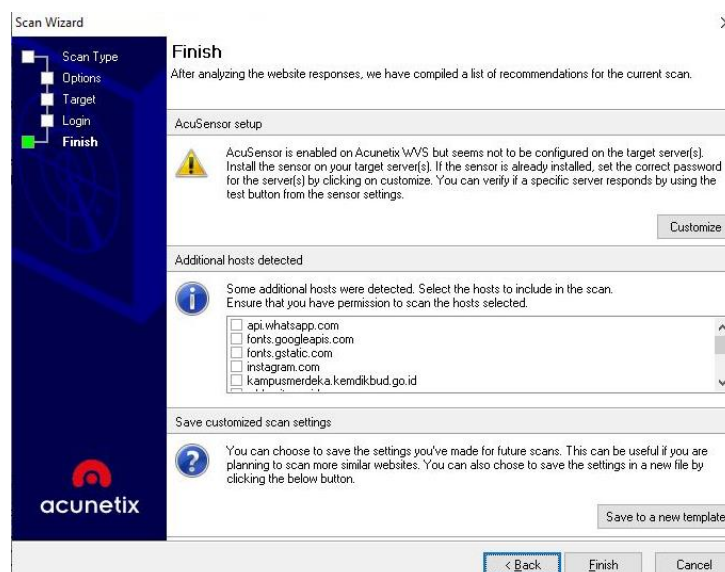 Scan Wizard
Scan Type
Options
Target
Login
Finish
Finish
After analyzing the website responses, we have compiled a list of recommendations for the current scan.
AcuSensor setup
AcuSensor is enabled on Acunetix WVS but seems not to be configured on the target server(s).
Install the sensor on your target server(s). If the sensor is already installed, set the correct password
for the server(s) by clicking on customize. You can verify if a specific server responds by using the
test button from the sensor settings.
Customize
Additional hosts detected
Some additional hosts were detected. Select the hosts to include in the scan.
Ensure that you have permission to scan the hosts selected.
api.whatsapp.com
fonts.googleapis.com
fonts.gstatic.com
instagram.com
kampusmerdeka.kemdikbud.go.id
Save customized scan settings
You can choose to save the settings you've made for future scans. This can be useful if you are
planning to scan more similar websites. You can also chose to save the settings in a new file by
clicking the below button.
acunetix
Save to a new template
< Back
Finish
Cancel